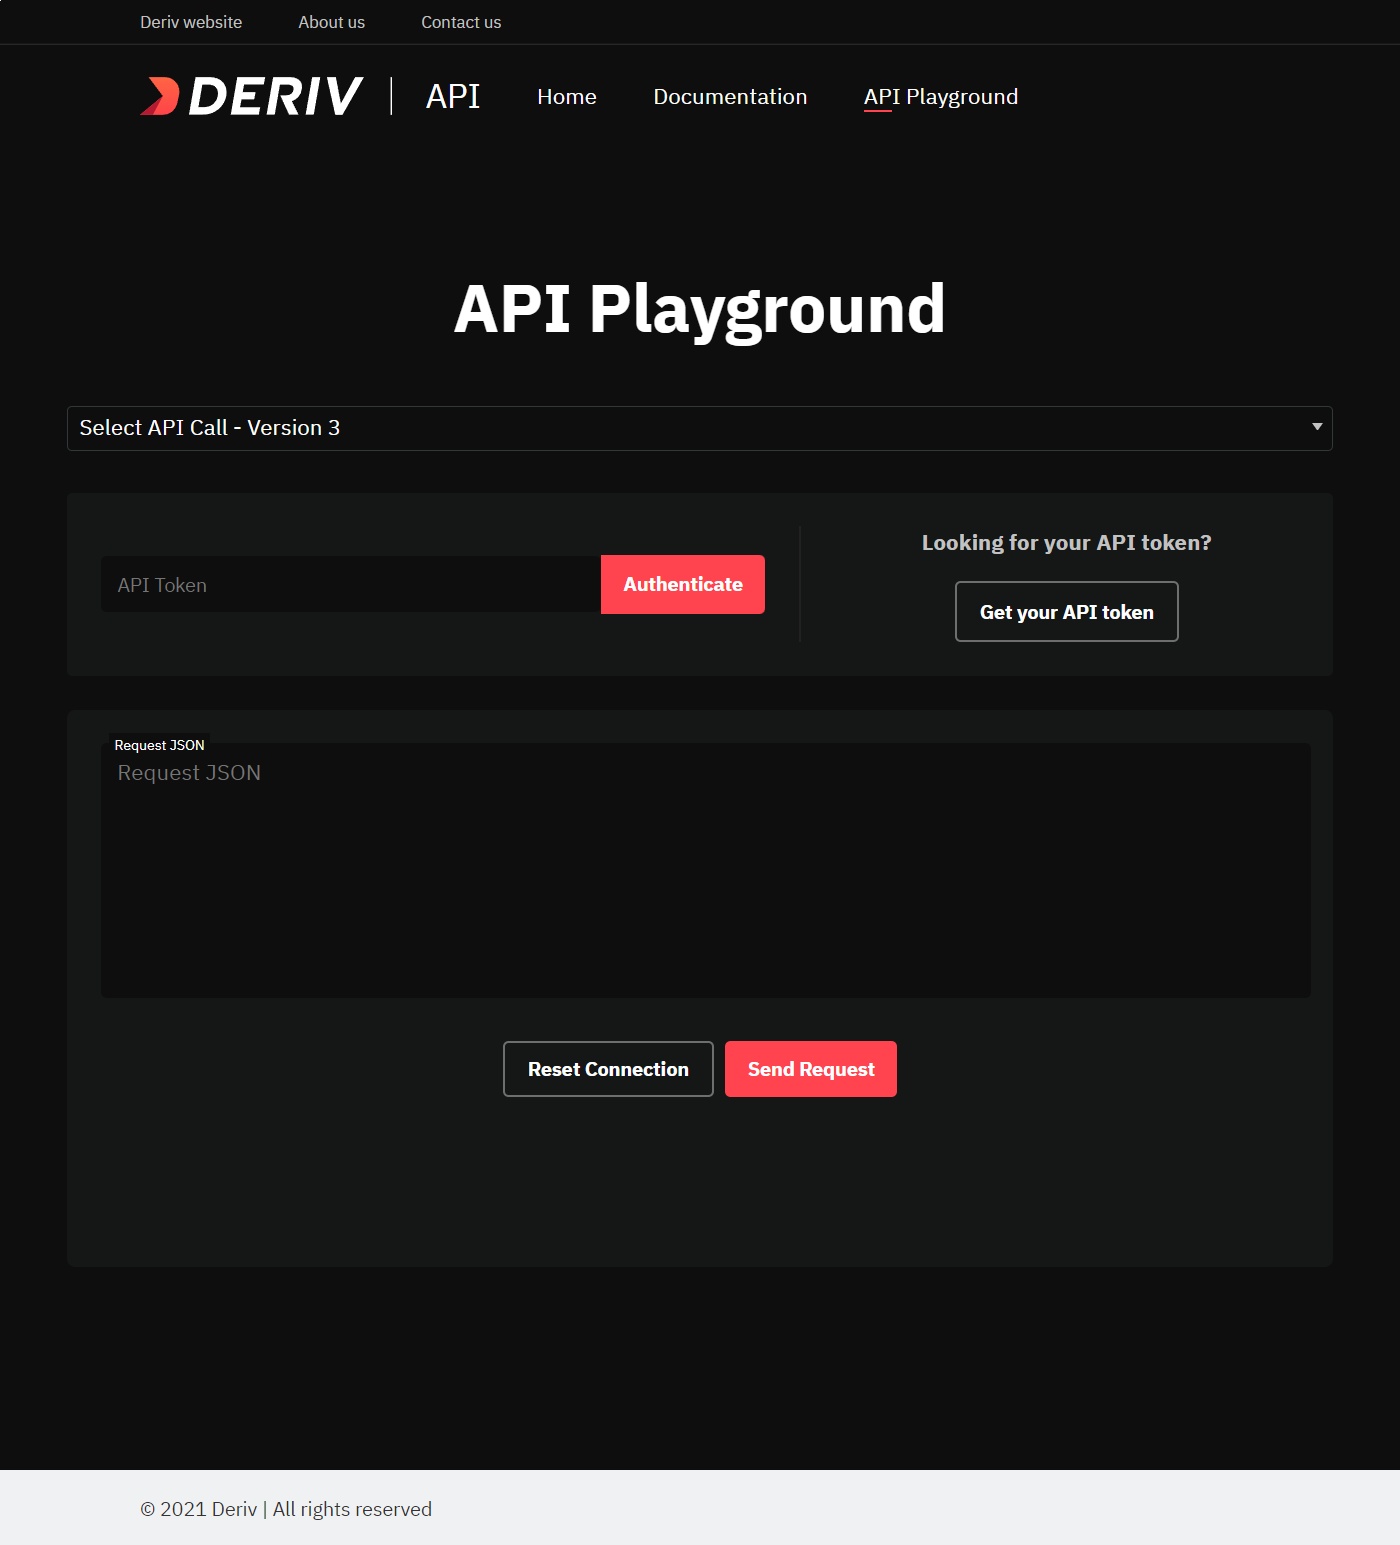 Deriv website About us Contact us
DERIV | API Home Documentation API Playground
API Playground
Select API Call - Version 3
Looking for your API token?
API Token Authenticate
Get your API token
Request JSON
Request JSON
Reset Connection Send Request
© 2021 Deriv | All rights reserved